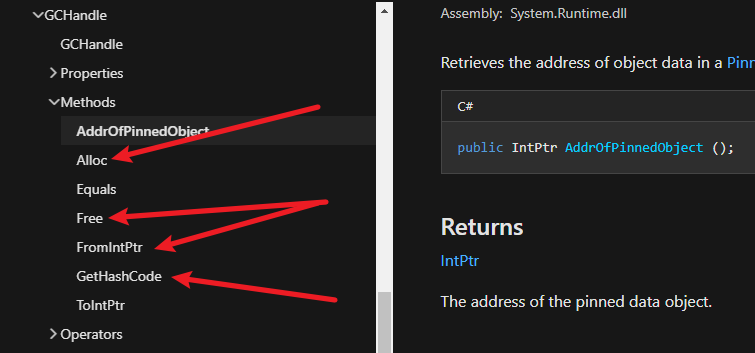 GCHandle
GCHandle
Properties
Methods
AddrOfPinnedObject
Alloc
Equals
Free
FromIntPtr
GetHashCode
ToIntPtr
Operators
Assembly: System.Runtime.dll
Retrieves the address of object data in a Pinn
C#
public IntPtr AddrOfPinnedObject ();
Returns
IntPtr
The address of the pinned data object.